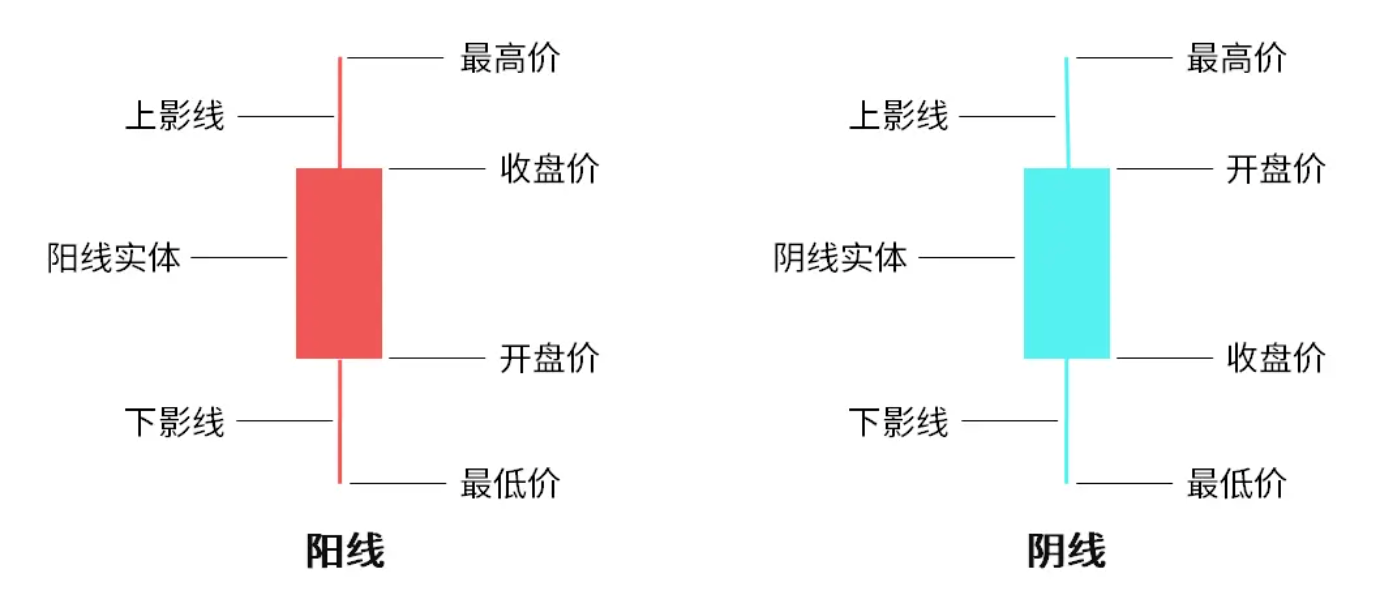 最高价
上影线
收盘价
阳线实体
开盘价
下影线
最低价
阳线
最高价
上影线
开盘价
阴线实体
收盘价
下影线
最低价
阴线